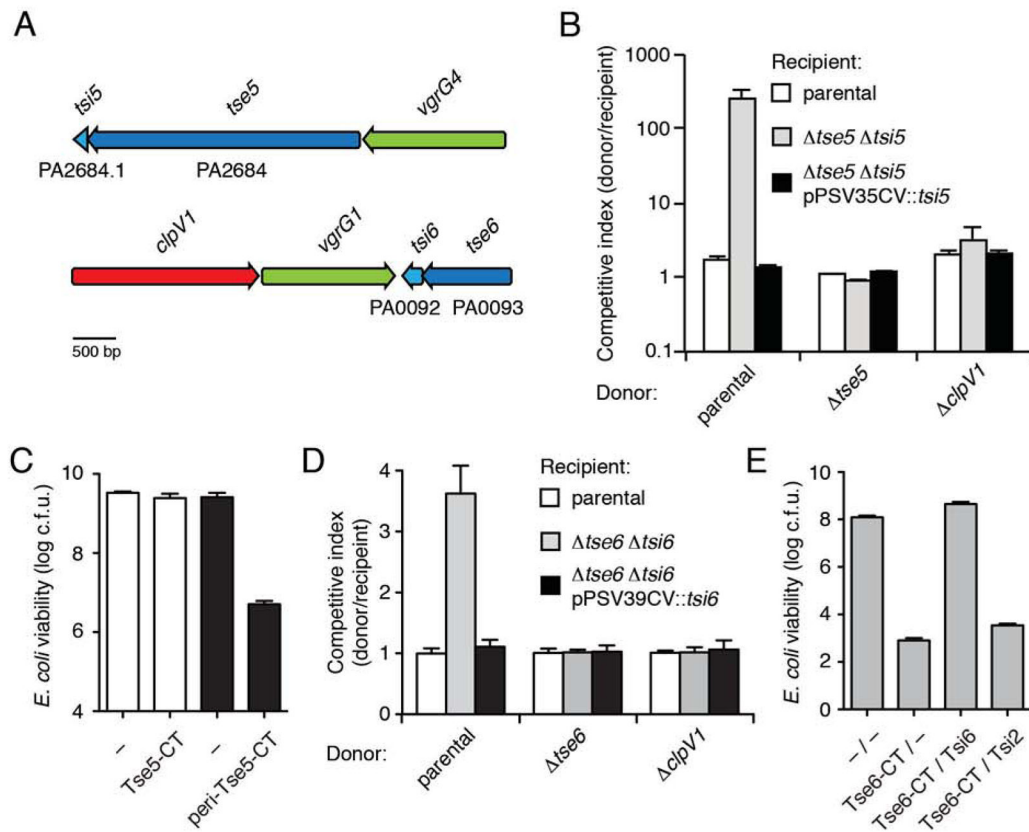 A
tsi5
tse5
vgrG4
PA2684.1
PA2684
clpV1
vgrG1
tsi6
tse6
PA0092
PA0093
500 bp
B
Competitive index (donor/recipeint)
1000
100
10
1
0.1
Recipient:
parental
Δtse5 Δtsi5
Δtse5 Δtsi5
pPSV35CV::tsi5
Donor:
parental
Δtse5
ΔclpV1
C
E. coli viability (log c.f.u.)
10
8
6
4
–
Tse5-CT
–
peri-Tse5-CT
D
Competitive index
(donor/recipeint)
4
3
2
1
0
Recipient:
parental
Δtse6 Δtsi6
Δtse6 Δtsi6
pPSV39CV::tsi6
Donor:
parental
Δtse6
ΔclpV1
E
E. coli viability (log c.f.u.)
10
8
6
4
2
0
– / –
Tse6-CT / –
Tse6-CT / Tsi6
Tse6-CT / Tsi2